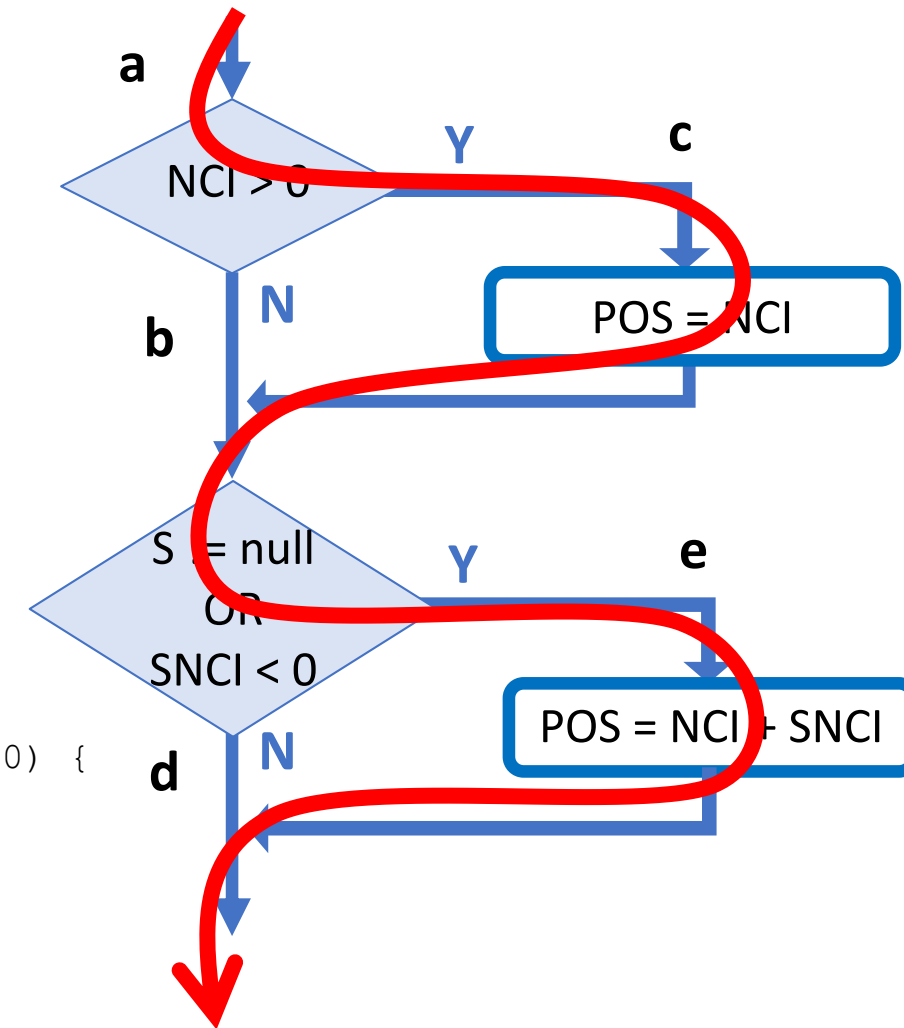 a
Y
c
NCI > 0
N
POS = NCI
b
S != null
OR
SNCI < 0
Y
e
POS = NCI + SNCI
N
d
0) {